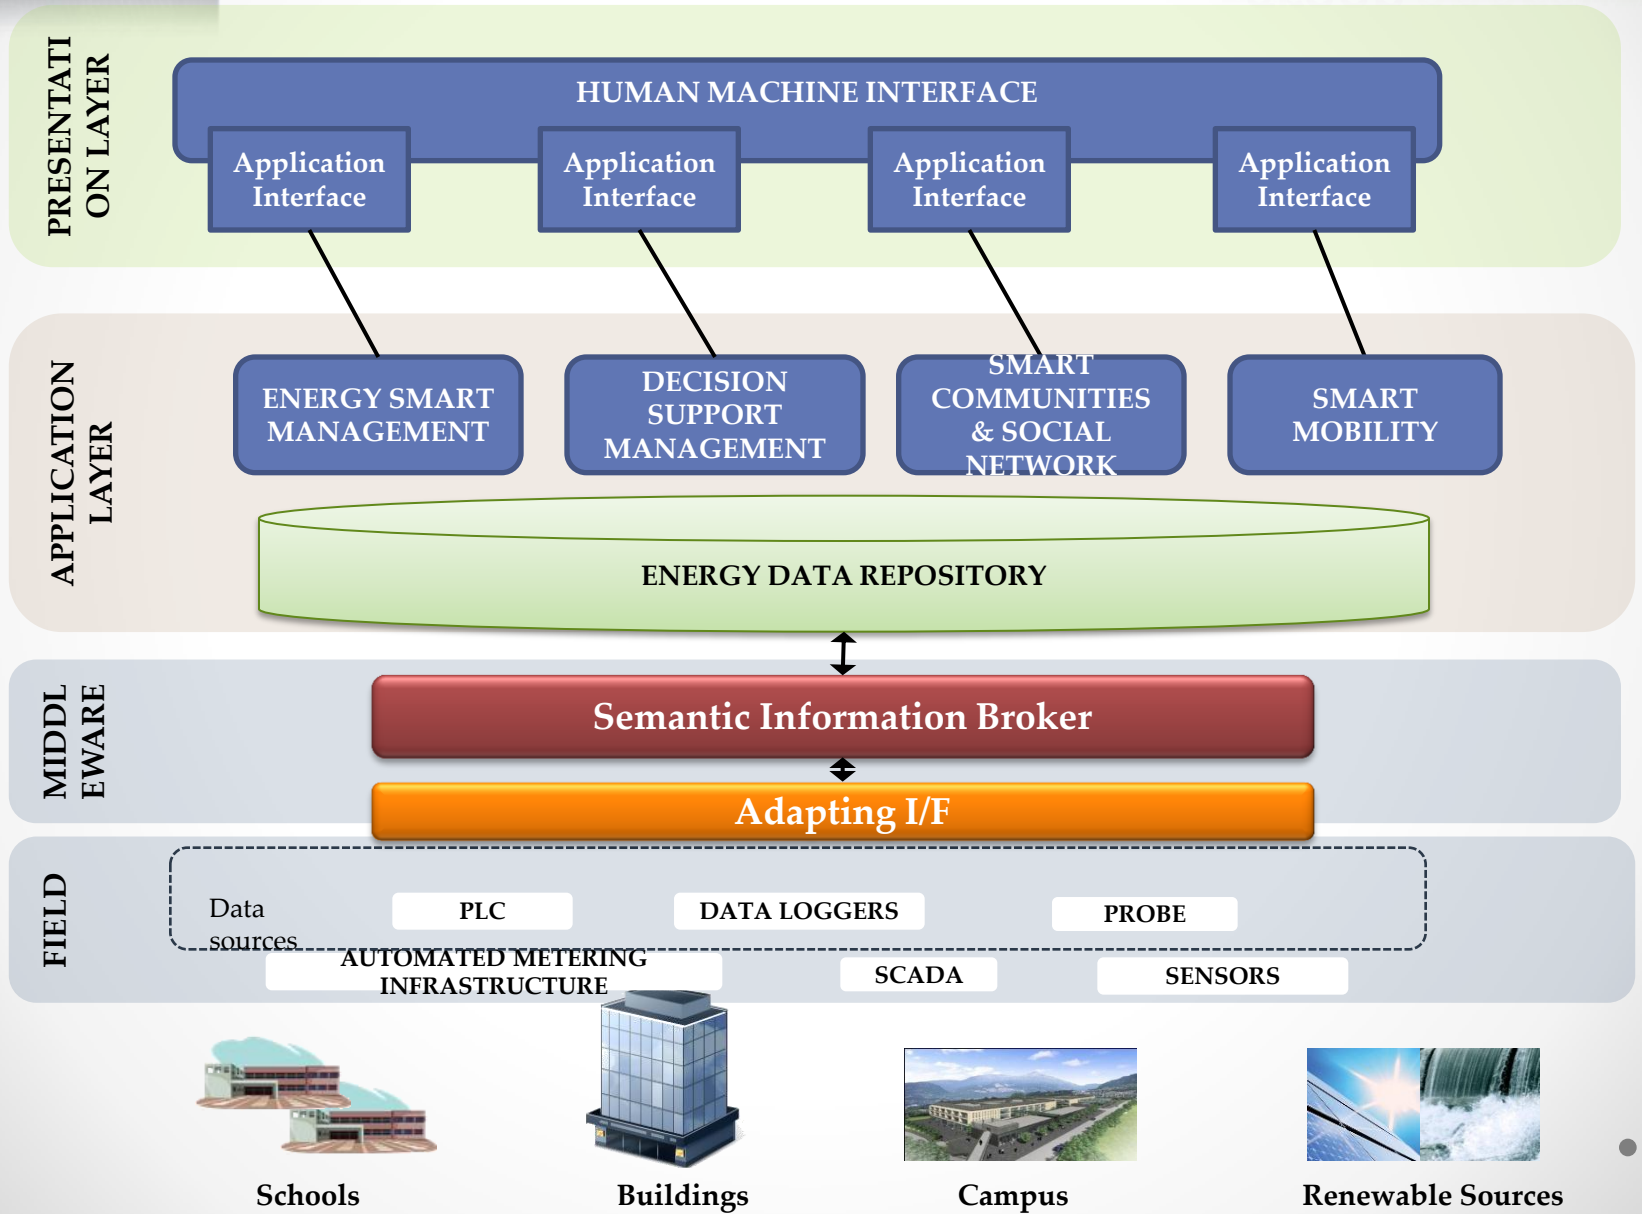 PRESENTATI
ON LAYER
HUMAN MACHINE INTERFACE
Application
Interface
Application
Interface
Application
Interface
Application
Interface
APPLICATION
LAYER
ENERGY SMART
MANAGEMENT
DECISION
SUPPORT
MANAGEMENT
SMART
COMMUNITIES
& SOCIAL
NETWORK
SMART
MOBILITY
ENERGY DATA REPOSITORY
MIDDL
EWARE
Semantic Information Broker
Adapting I/F
FIELD
Data
sources
PLC
DATA LOGGERS
PROBE
AUTOMATED METERING
INFRASTRUCTURE
SCADA
SENSORS
Schools
Buildings
Campus
Renewable Sources